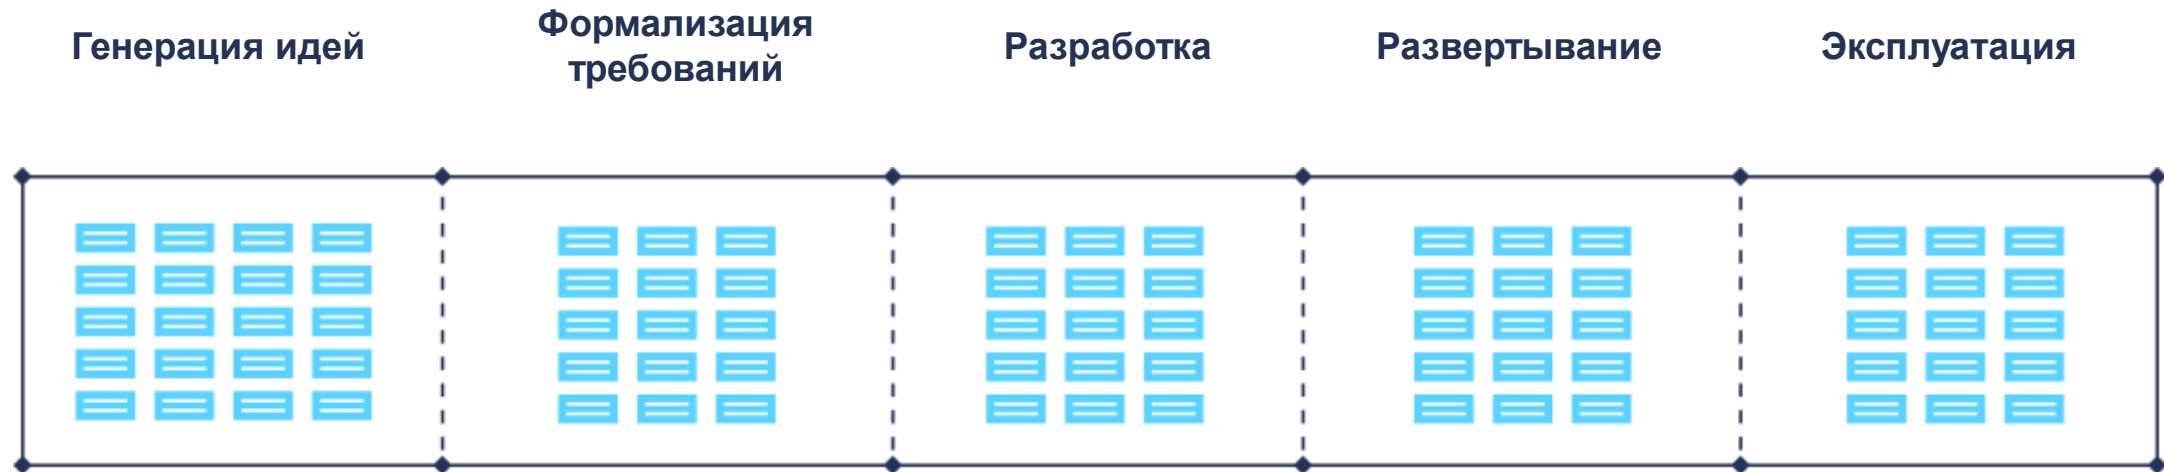 Генерация идей
Формализация
требований
Разработка
Развертывание
Эксплуатация